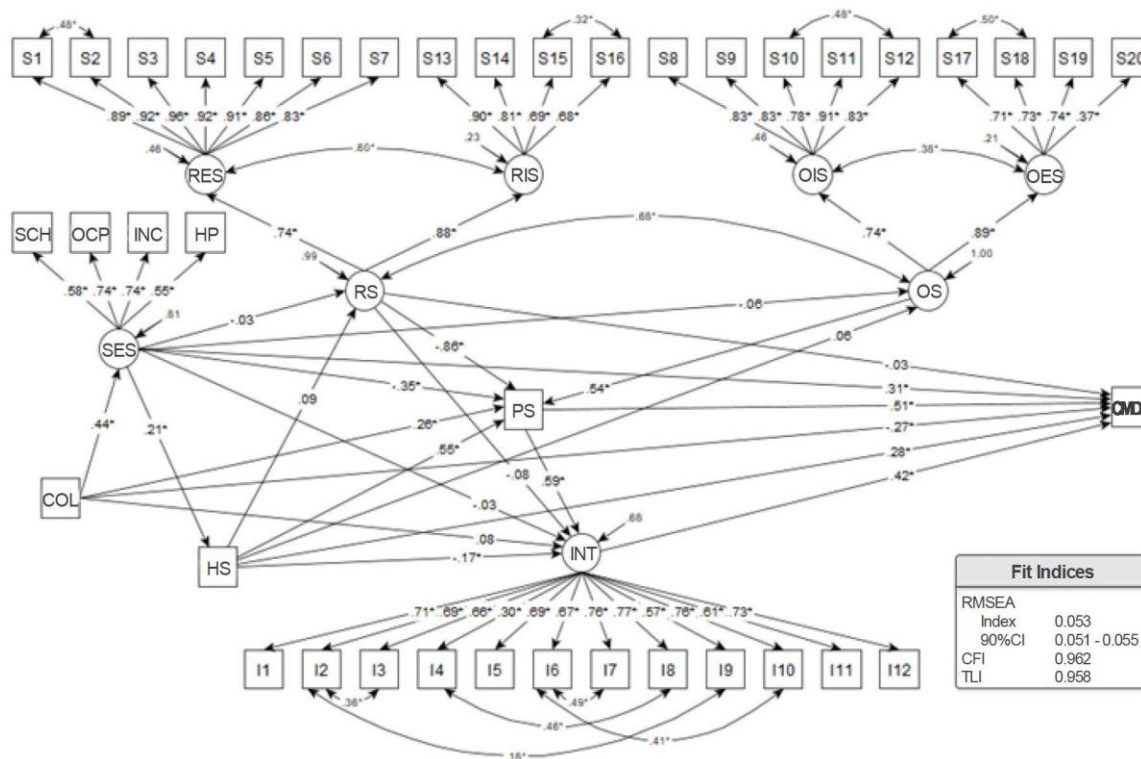 .48* .32* .48* .50*
S1 S2 S3 S4 S5 S6 S7 S13 S14 S15 S16 S8 S9 S10 S11 S12 S17 S18 S19 S20
.89* .92* .96* .92* .91* .86* .83* .90* .81* .69* .68* .83* .83* .78* .91* .83* .71* .73* .74* .37*
.46 .23 .46 .21
.60* .38*
RES RIS OIS OES
SCH OCP INC HP
.74* .88* .68* .74* .89*
.99 1.00
RS OS
.58* .74* .74* .55*
.81
-.03 -.06
SES
-.86* .06 -.03
-.35* .54* .31*
PS
.09 .51*
.44* .21* .26* -.27*
.55* .28*
-.08 .59* .42*
COL
-.03 .68
.08
HS -.17* INT
.71* .69* .66* .30* .69* .67* .76* .77* .57* .76* .61* .73*
I1 I2 I3 I4 I5 I6 I7 I8 I9 I10 I11 I12
.36* .49*
.46* .41*
.18*
Fit Indices
RMSEA
Index 0.053
90%CI 0.051 - 0.055
CFI 0.962
TLI 0.958